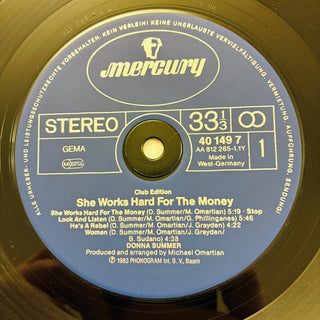 ALLE URHEBER- UND LEISTUNGSSCHUTZRECHTE VORBEHALTEN. KEIN VERLEIH! KEINE UNERLAUBTE VERVIELFÄLTIGUNG, VERMIETUNG, AUFFÜHRUNG, SENDUNG!
mercury
STEREO
33 1/3
GEMA
40 149 7
AA 812 265-1.1Y
Made in
West-Germany
1
Club Edition
She Works Hard For The Money
She Works Hard For The Money (D. Summer/M. Omartian) 5:19 - Stop
Look And Listan (D. Summer/M. Omartian/G. Phillinganes) 5:46
He's A Rebel (D. Summer/M. Omartian/J. Grayden) 4:22
Woman (D. Summer/M. Omartian/J. Grayden/
B. Sudano) 4:38
DONNA SUMMER
Produced and arranged by Michael Omartian
℗ 1983 PHONOGRAM Int. B. V., Baarn